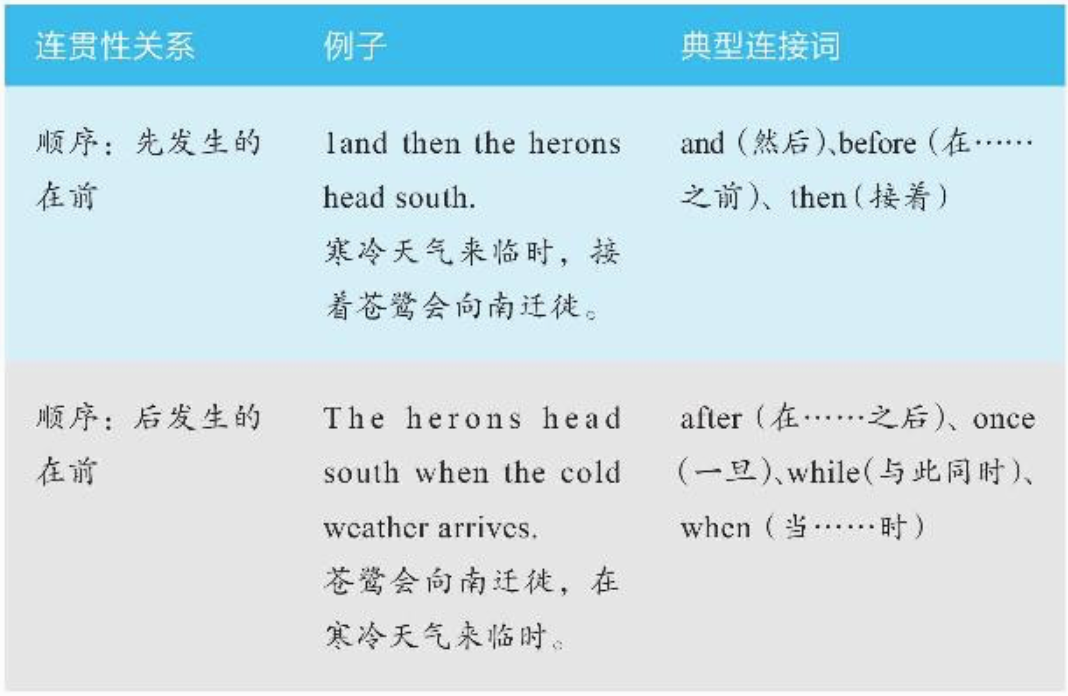 连贯性关系 例子 典型连接词
顺序：先发生的 land then the herons and（然后）、before（在……
在前 head south. 之前）、then（接着）
寒冷天气来临时，接
着苍鹭会向南迁徙。
顺序：后发生的 The herons head after（在……之后）、once
在前 south when the cold （一旦）、while（与此同时）、
weather arrives. when（当……时）
苍鹭会向南迁徙，在
寒冷天气来临时。